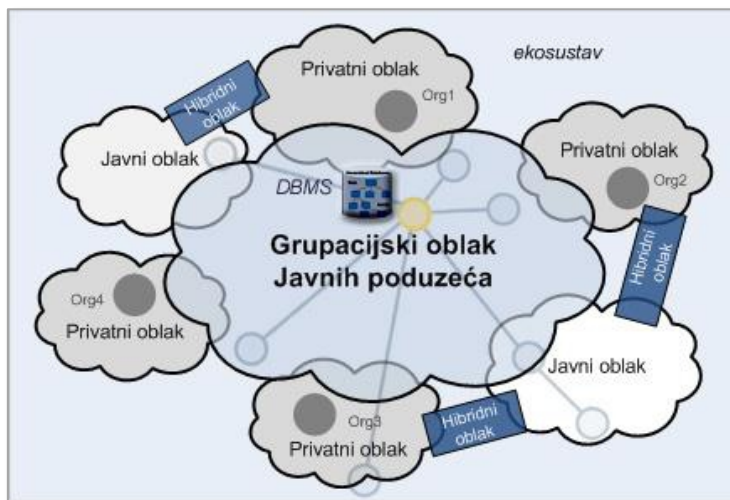 ekosustav
Privatni oblak
Org1
Hibridni
oblak
Javni oblak
Privatni oblak
Org2
DBMS
Grupacijski oblak
Javnih poduzeća
Hibridni
oblak
Org4
Privatni oblak
Javni oblak
Org3
Privatni oblak
Hibridni
oblak